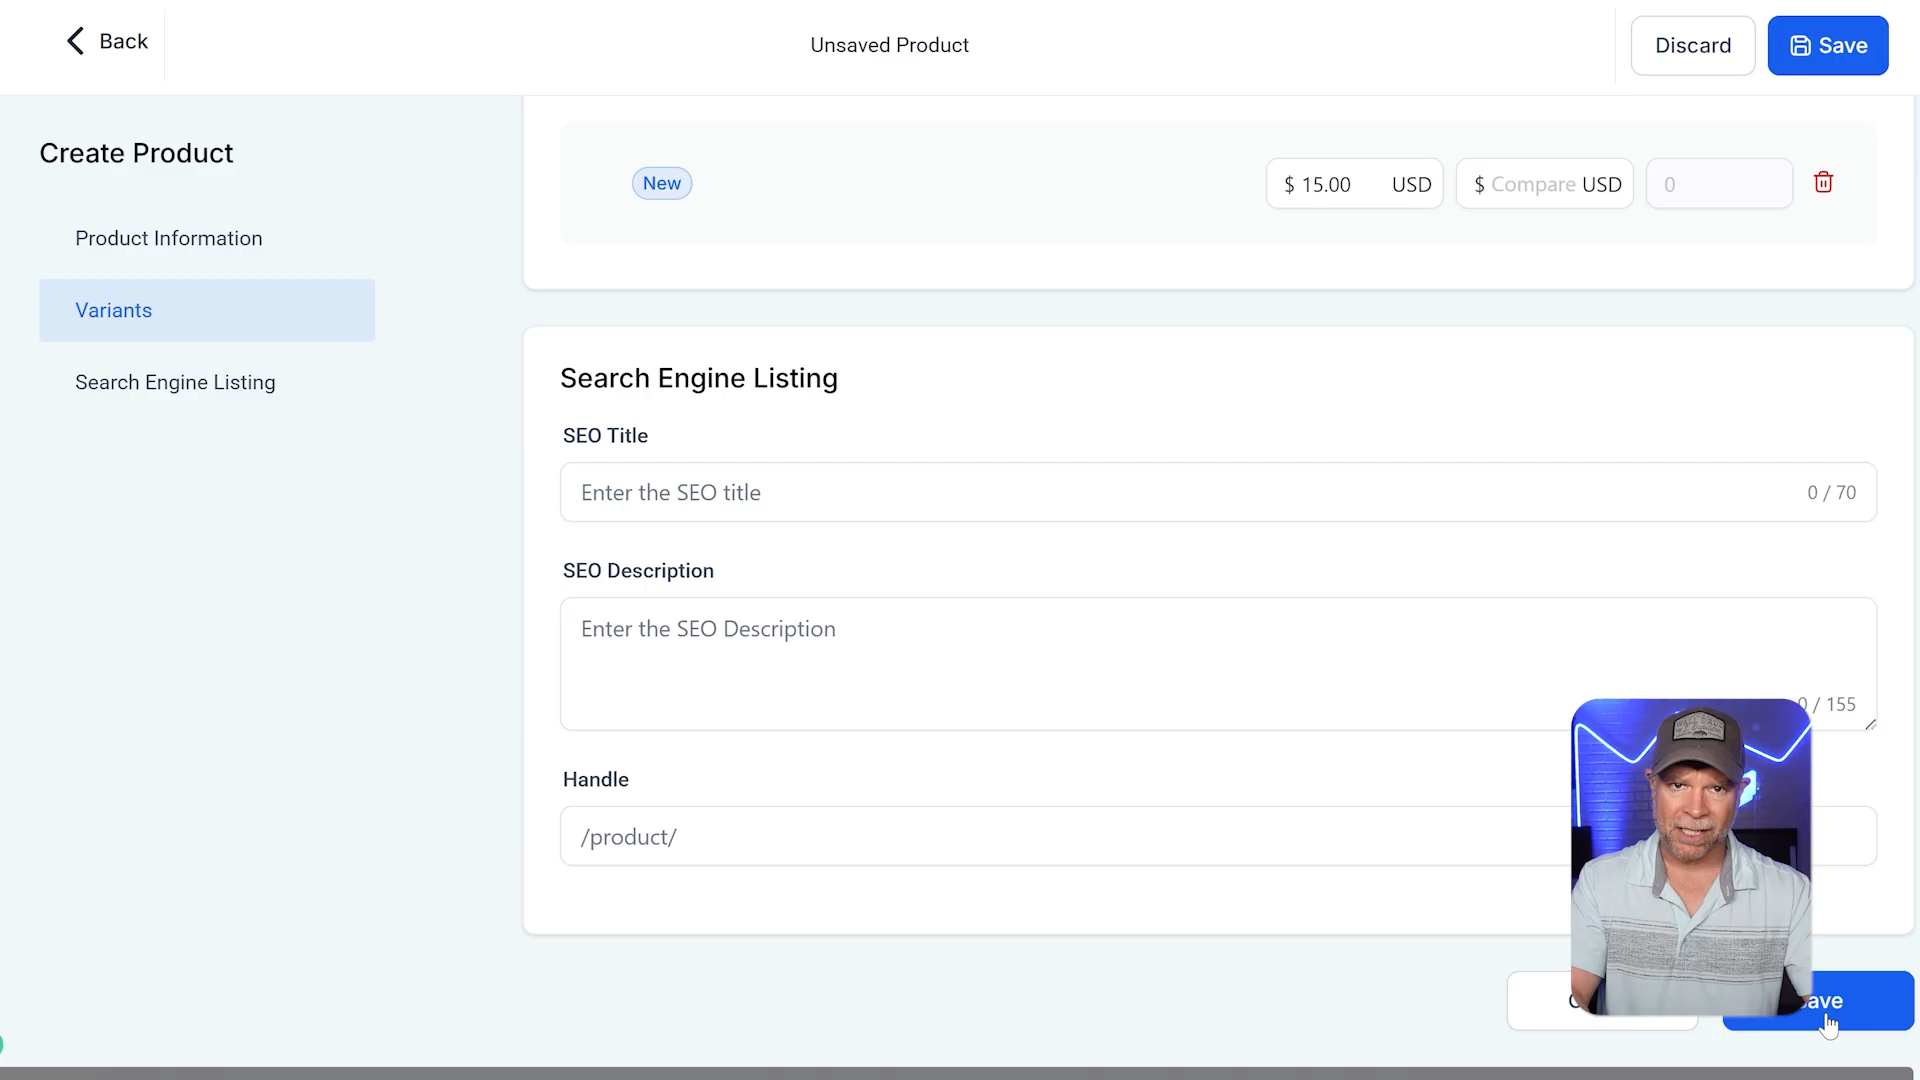 Back
Unsaved Product
Discard
Save
Create Product
Product Information
Variants
Search Engine Listing
New
$ 15.00 USD
$ Compare USD
0
Search Engine Listing
SEO Title
Enter the SEO title
0 / 70
SEO Description
Enter the SEO Description
0 / 155
Handle
/product/
ave